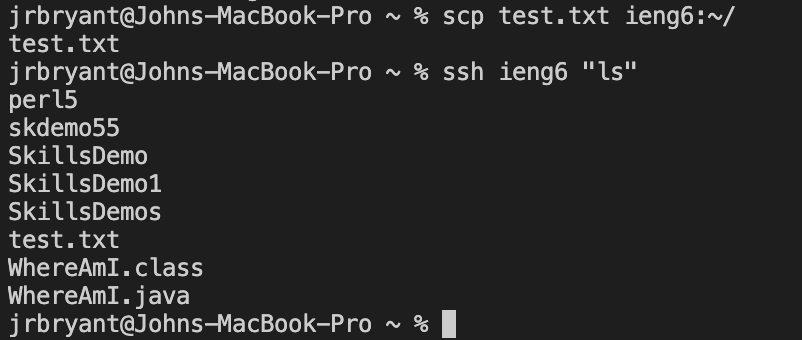 jrbryant@Johns-MacBook-Pro ~ % scp test.txt ieng6:~/
test.txt
jrbryant@Johns-MacBook-Pro ~ % ssh ieng6 "ls"
perl5
skdemo55
SkillsDemo
SkillsDemo1
SkillsDemos
test.txt
WhereAmI.class
WhereAmI.java
jrbryant@Johns-MacBook-Pro ~ %